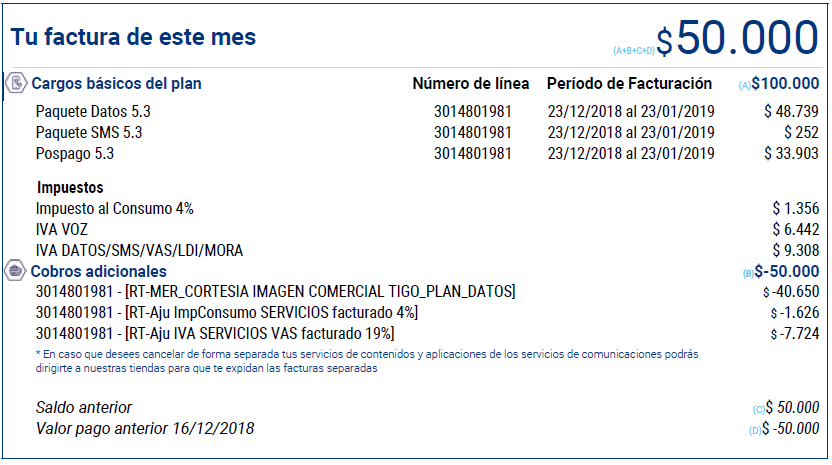 Tu factura de este mes (A+B+C+D)$50.000
Cargos básicos del plan Número de línea Período de Facturación (A)$100.000
Paquete Datos 5.3 3014801981 23/12/2018 al 23/01/2019 $ 48.739
Paquete SMS 5.3 3014801981 23/12/2018 al 23/01/2019 $ 252
Pospago 5.3 3014801981 23/12/2018 al 23/01/2019 $ 33.903
Impuestos
Impuesto al Consumo 4% $ 1.356
IVA VOZ $ 6.442
IVA DATOS/SMS/VAS/LDI/MORA $ 9.308
Cobros adicionales (B)$-50.000
3014801981 - [RT-MER_CORTESIA IMAGEN COMERCIAL TIGO_PLAN_DATOS] $ -40.650
3014801981 - [RT-Aju ImpConsumo SERVICIOS facturado 4%] $ -1.626
3014801981 - [RT-Aju IVA SERVICIOS VAS facturado 19%] $ -7.724
* En caso que desees cancelar de forma separada tus servicios de contenidos y aplicaciones de los servicios de comunicaciones podrás
dirigirte a nuestras tiendas para que te expidan las facturas separadas
Saldo anterior (C)$ 50.000
Valor pago anterior 16/12/2018 (D)$ -50.000